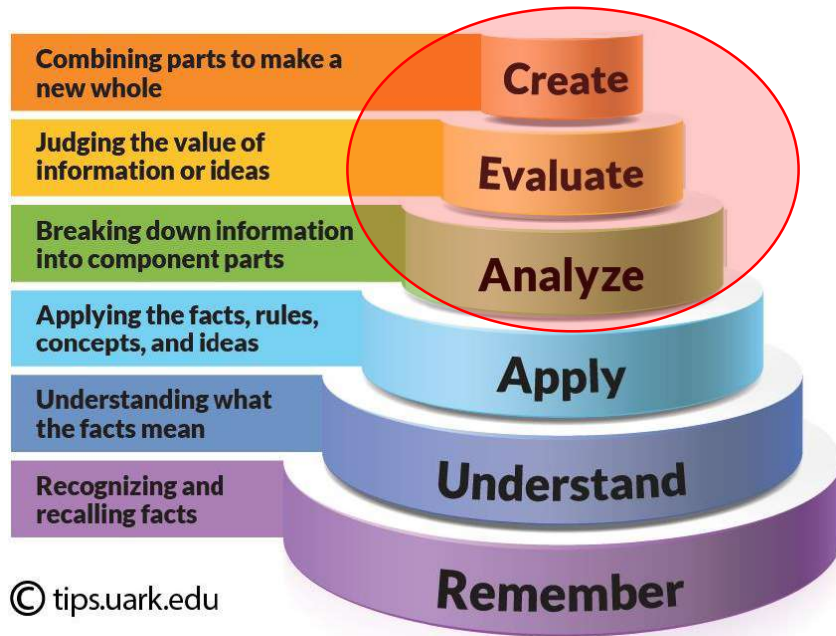 Combining parts to make a
new whole
Create
Judging the value of
information or ideas
Evaluate
Breaking down information
into component parts
Analyze
Applying the facts, rules,
concepts, and ideas
Apply
Understanding what
the facts mean
Understand
Recognizing and
recalling facts
Remember
© tips.uark.edu